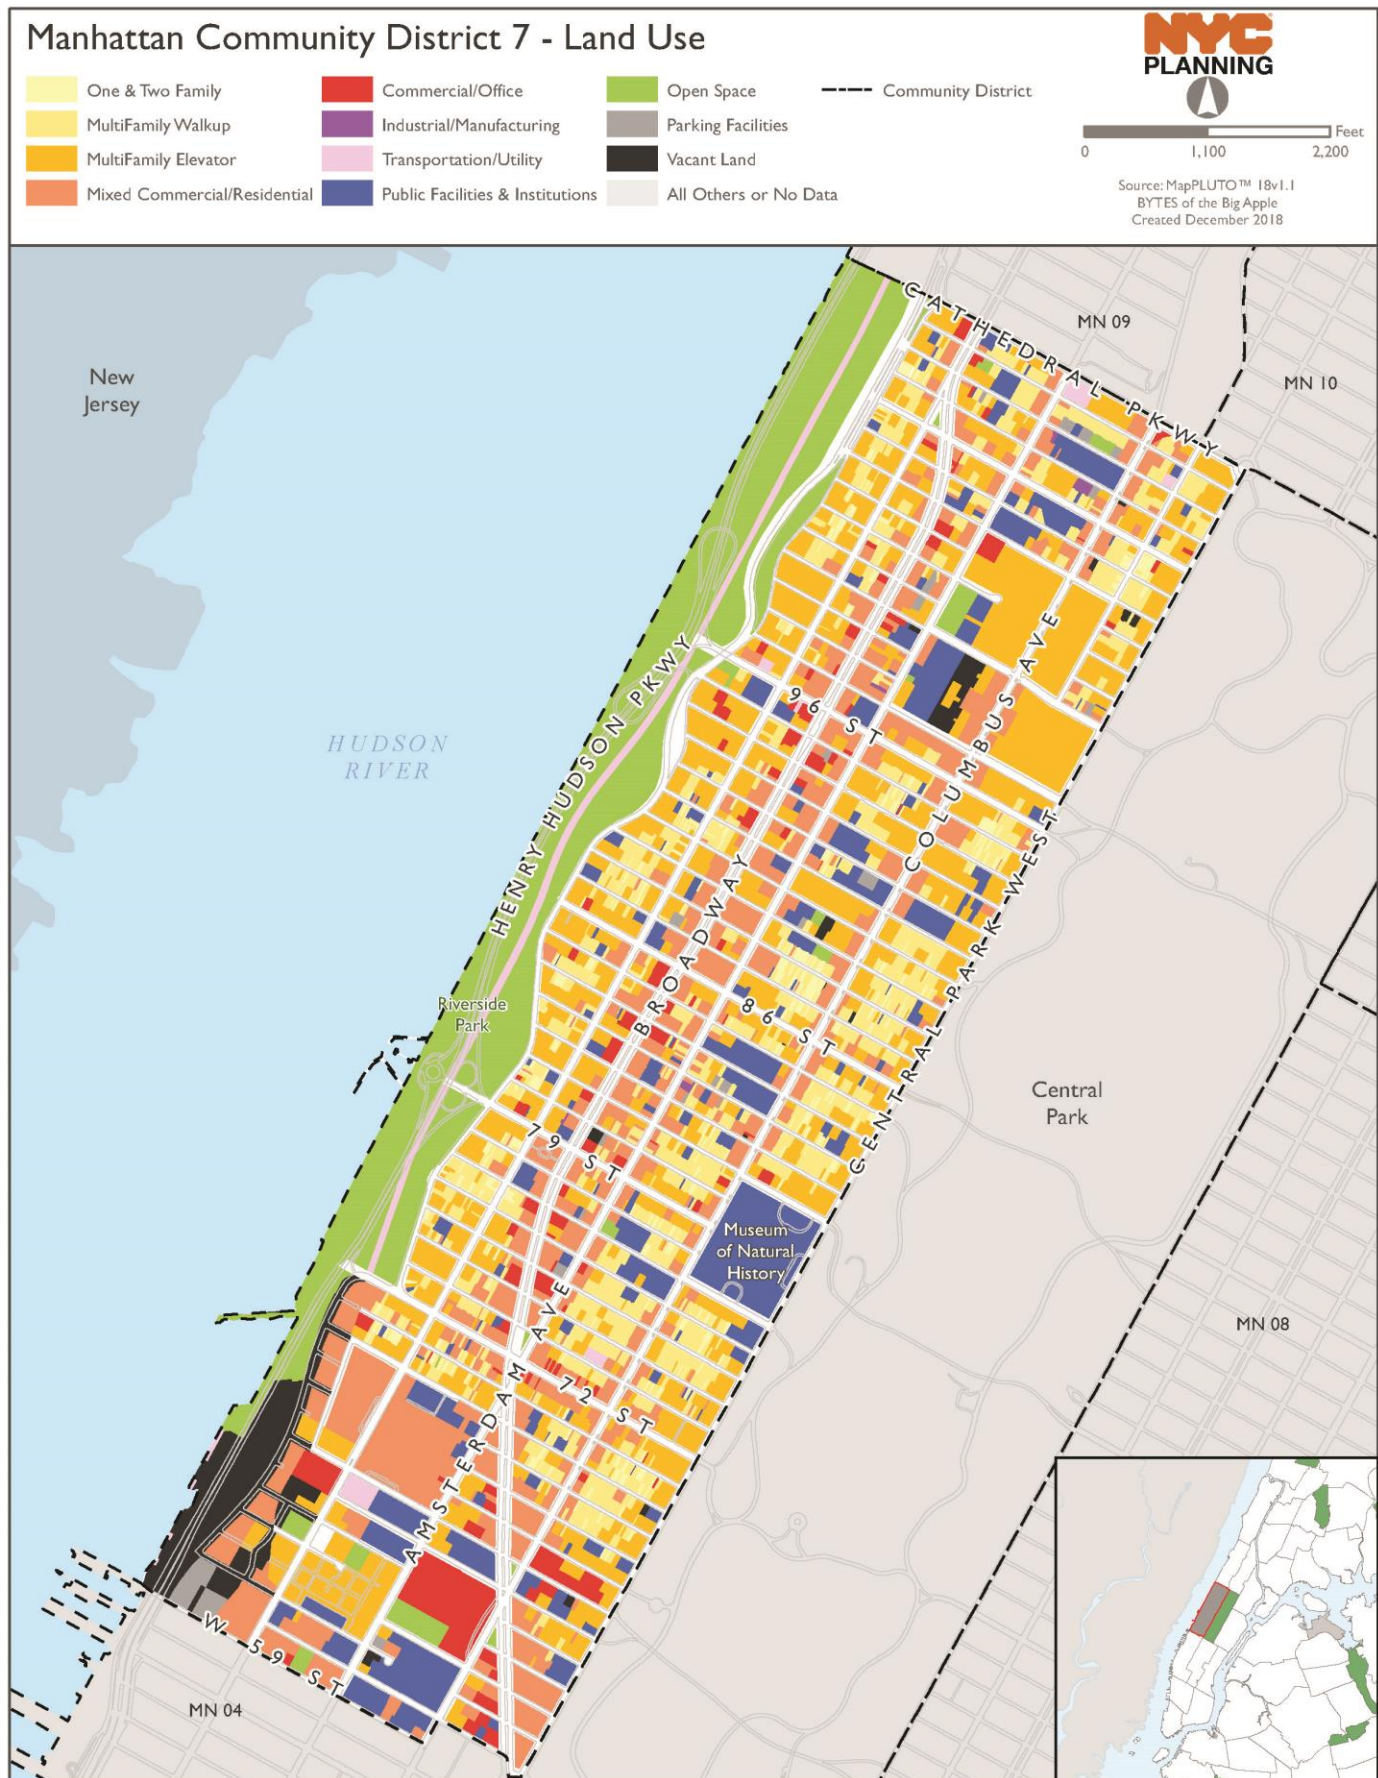 Manhattan Community District 7 - Land Use
One & Two Family
MultiFamily Walkup
MultiFamily Elevator
Mixed Commercial/Residential
Commercial/Office
Industrial/Manufacturing
Transportation/Utility
Public Facilities & Institutions
Open Space
Parking Facilities
Vacant Land
All Others or No Data
Community District
NYC
PLANNING
Feet
0 1,100 2,200
Source: MapPLUTO™ 18v1.1
BYTES of the Big Apple
Created December 2018
New
Jersey
CATHEDRAL PKWY
MN 09
MN 10
HENRY HUDSON PKWY
HUDSON
RIVER
96 ST
COLUMBUS AVE
BROADWAY
CENTRAL PARK WEST
Riverside
Park
86 ST
Central
Park
79 ST
Museum
of Natural
History
AMSTERDAM AVE
72 ST
MN 08
W 59 ST
MN 04